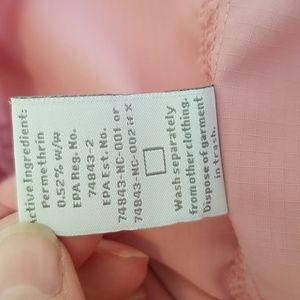 ctive Ingredient:
Permethrin
0.52% w/w
EPA Reg. No.
74843-2
EPA Est. No.
74843-NC-001 or
74843-NC-002 if X
Wash separately
from other clothing.
Dispose of garment
in trash.